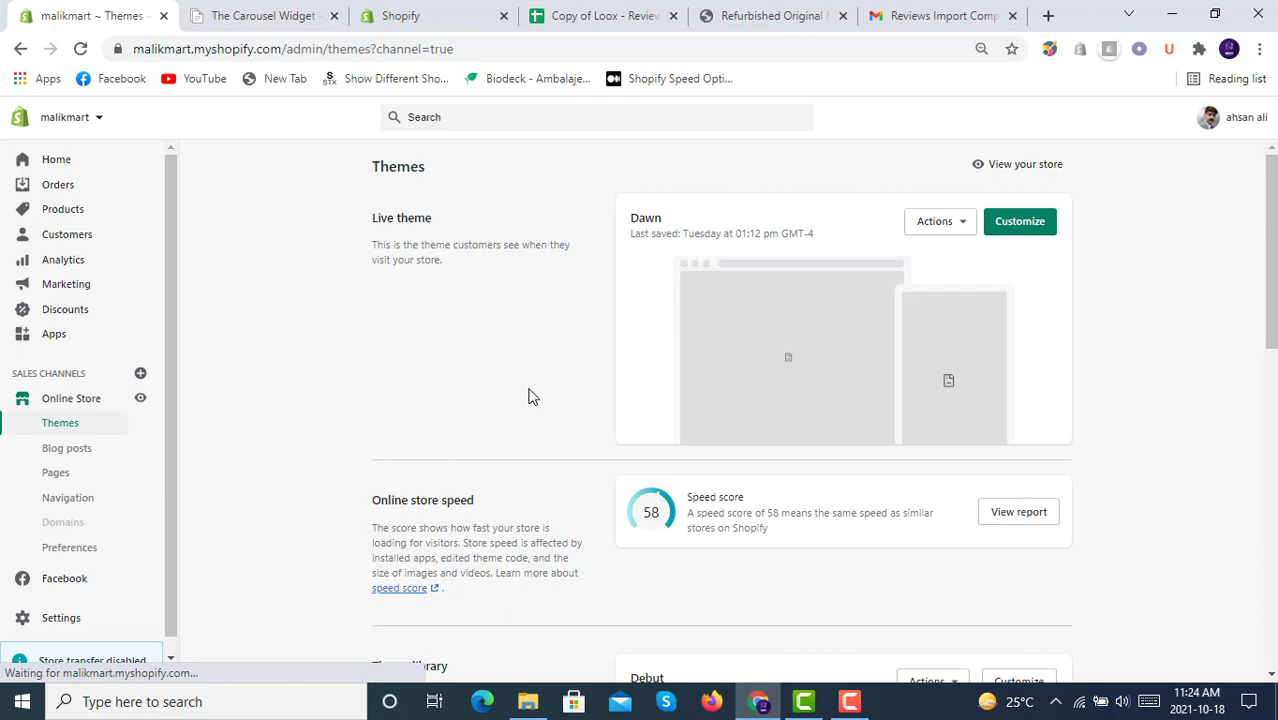 malikmart ~ Themes ~
The Carousel Widget -
Shopify
Copy of Loox - Review
Refurbished Original N
Reviews Import Comp
malikmart.myshopify.com/admin/themes?channel=true
Apps
Facebook
YouTube
New Tab
STX
Show Different Sho...
Biodeck - Ambalaje...
Shopify Speed Opti...
Reading list
malikmart
Search
ahsan ali
Home
Orders
Products
Customers
Analytics
Marketing
Discounts
Apps
SALES CHANNELS
Online Store
Themes
Blog posts
Pages
Navigation
Domains
Preferences
Facebook
Settings
Store transfer disabled
Themes
View your store
Live theme
This is the theme customers see when they
visit your store.
Dawn
Last saved: Tuesday at 01:12 pm GMT-4
Actions
Customize
Online store speed
The score shows how fast your store is
loading for visitors. Store speed is affected by
installed apps, edited theme code, and the
size of images and videos. Learn more about
speed score .
58
Speed score
A speed score of 58 means the same speed as similar
stores on Shopify
View report
library
Debut
Actions
Customize
Waiting for malikmart.myshopify.com...
Type here to search
25°C
11:24 AM
2021-10-18